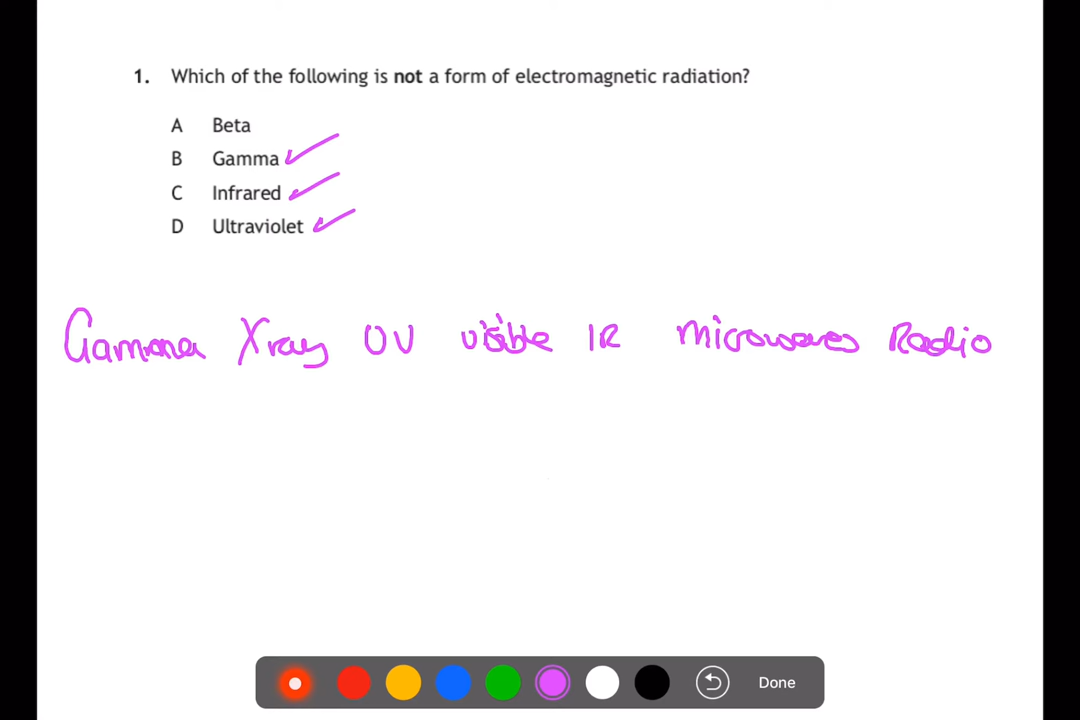 1. Which of the following is not a form of electromagnetic radiation?
A Beta
B Gamma
C Infrared
D Ultraviolet
Gamma Xray UV visible IR Microwaves Radio
Done